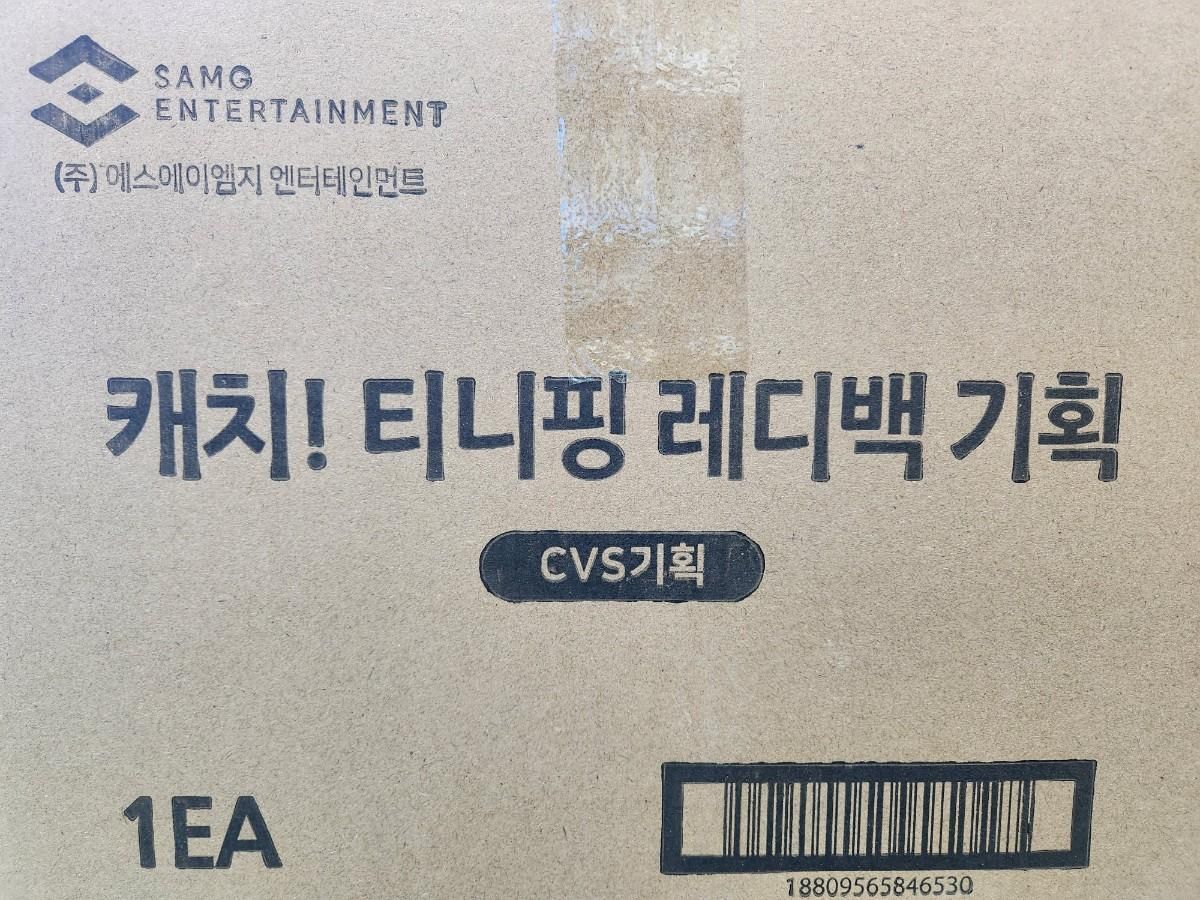 SAMG
ENTERTAINMENT
(주)에스에이엠지 엔터테인먼트
캐치! 티니핑 레디백 기획
CVS기획
1EA
18809565846530